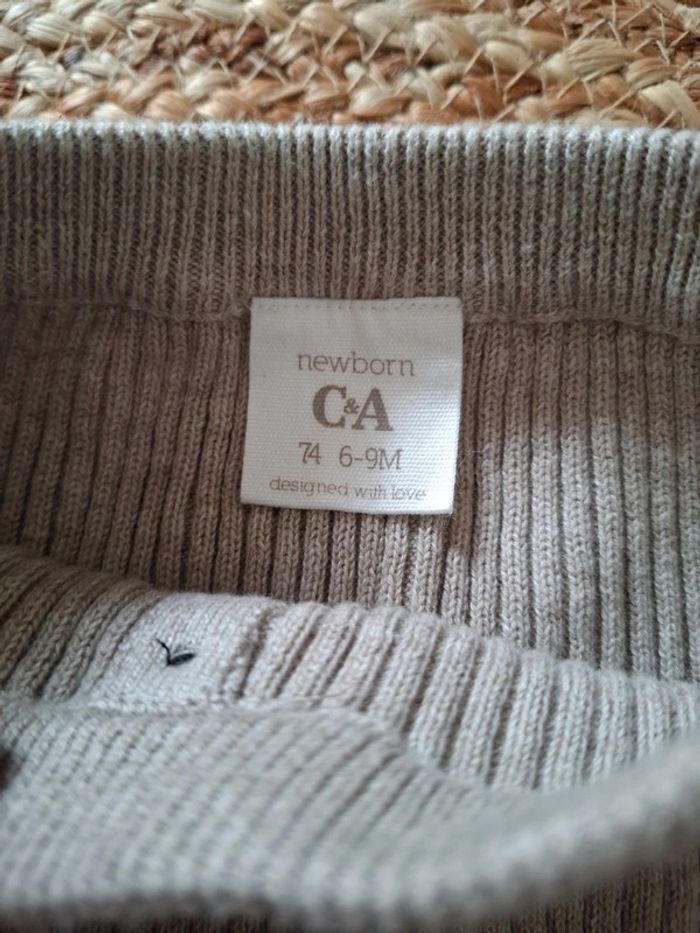 newborn
C&A
74 6-9M
designed with love